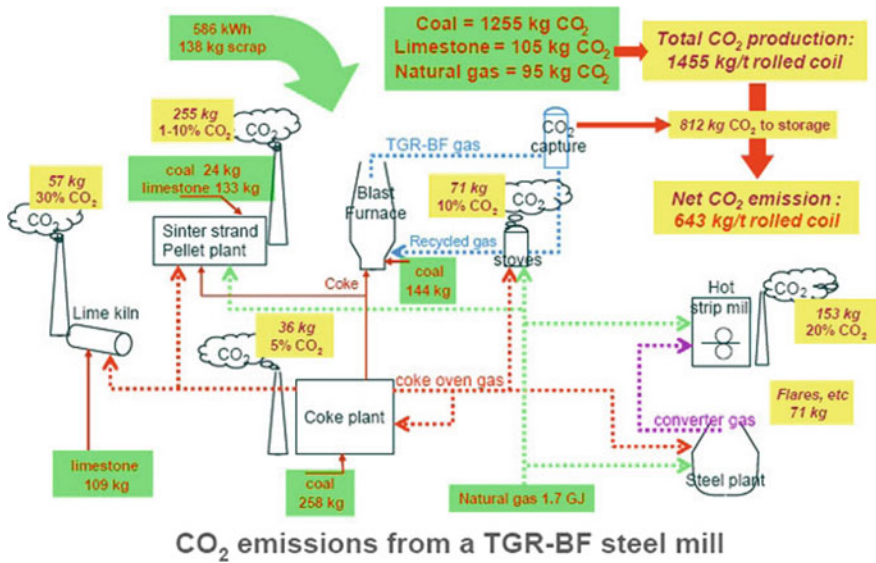 586 kWh
138 kg scrap
Coal = 1255 kg CO₂
Limestone = 105 kg CO₂
Natural gas = 95 kg CO₂
Total CO₂ production:
1455 kg/t rolled coil
812 kg CO₂ to storage
Net CO₂ emission :
643 kg/t rolled coil
255 kg
1-10% CO₂
CO₂
coal 24 kg
limestone 133 kg
57 kg
30% CO₂
CO₂
Sinter strand
Pellet plant
Lime kiln
limestone
109 kg
TGR-BF gas
CO₂
capture
Blast
Furnace
Recycled gas
71 kg
10% CO₂
CO₂
stoves
Coke
coal
144 kg
36 kg
5% CO₂
CO₂
Coke plant
coke oven gas
coal
258 kg
Natural gas 1.7 GJ
Hot
strip mil
CO₂
153 kg
20% CO₂
Flares, etc
71 kg
converter gas
Steel plant
CO₂ emissions from a TGR-BF steel mill